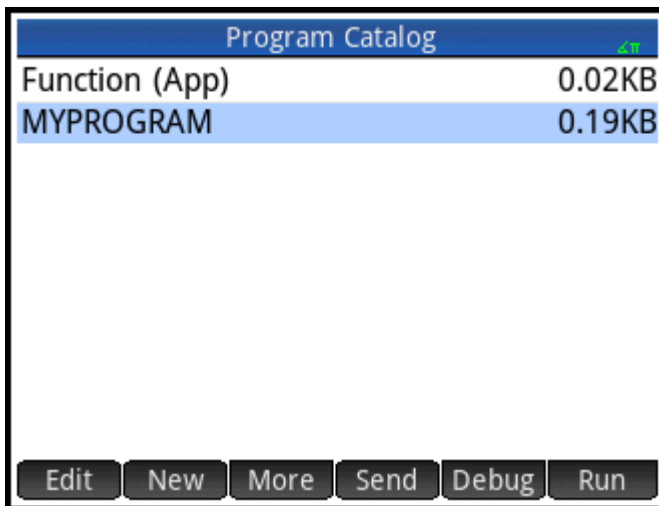 Program Catalog
∡π
Function (App) 0.02KB
MYPROGRAM 0.19KB
Edit New More Send Debug Run